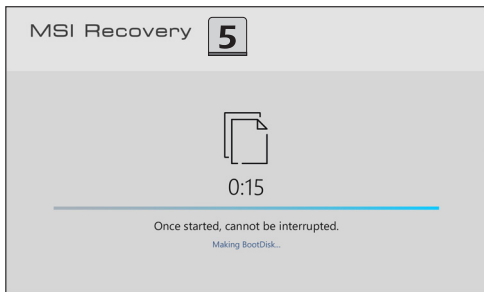 MSI Recovery 5
0:15
Once started, cannot be interrupted.
Making BootDisk...